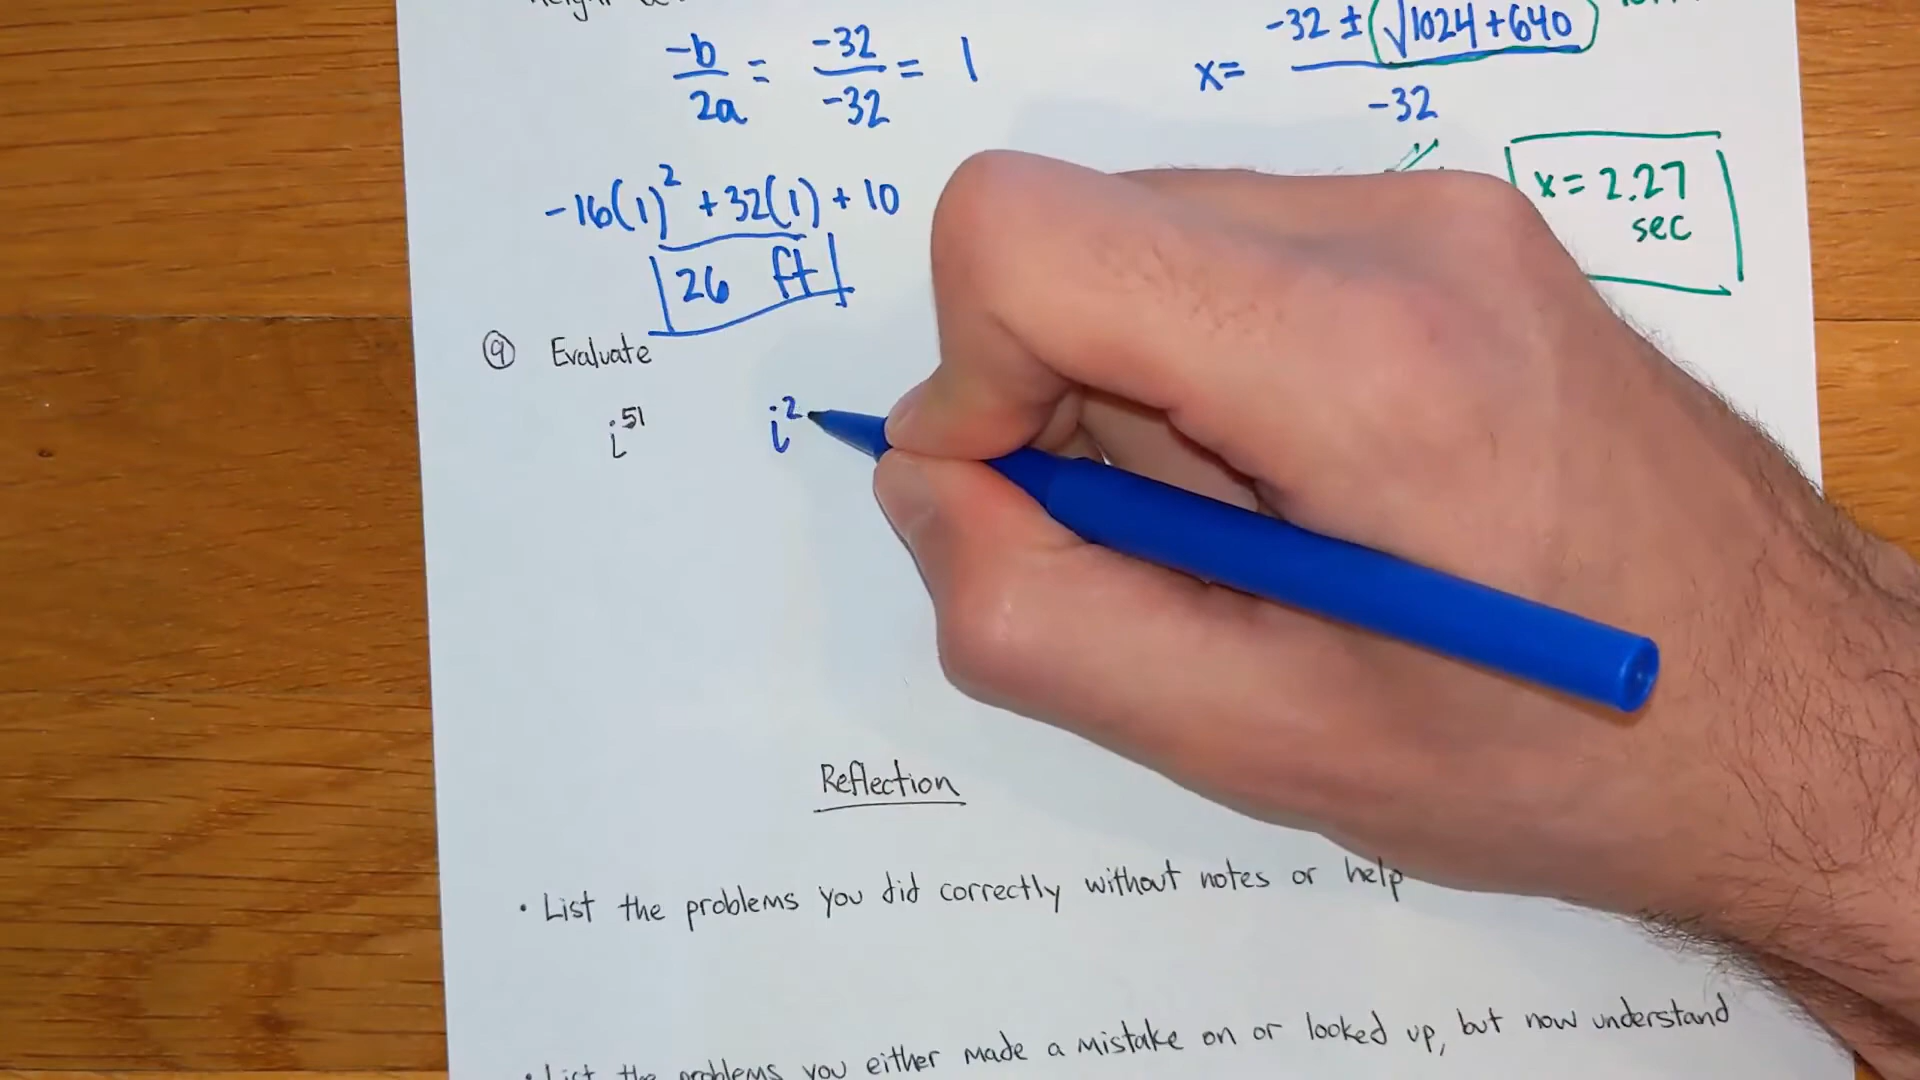 -b/2a = -32/-32 = 1
x= -32 ± √1024+640 / -32
-16(1)² +32(1) + 10
26 ft
x = 2.27
sec
⑨ Evaluate
i⁵¹ i²
Reflection
• List the problems you did correctly without notes or help
• List the problems you either made a mistake on or looked up, but now understand